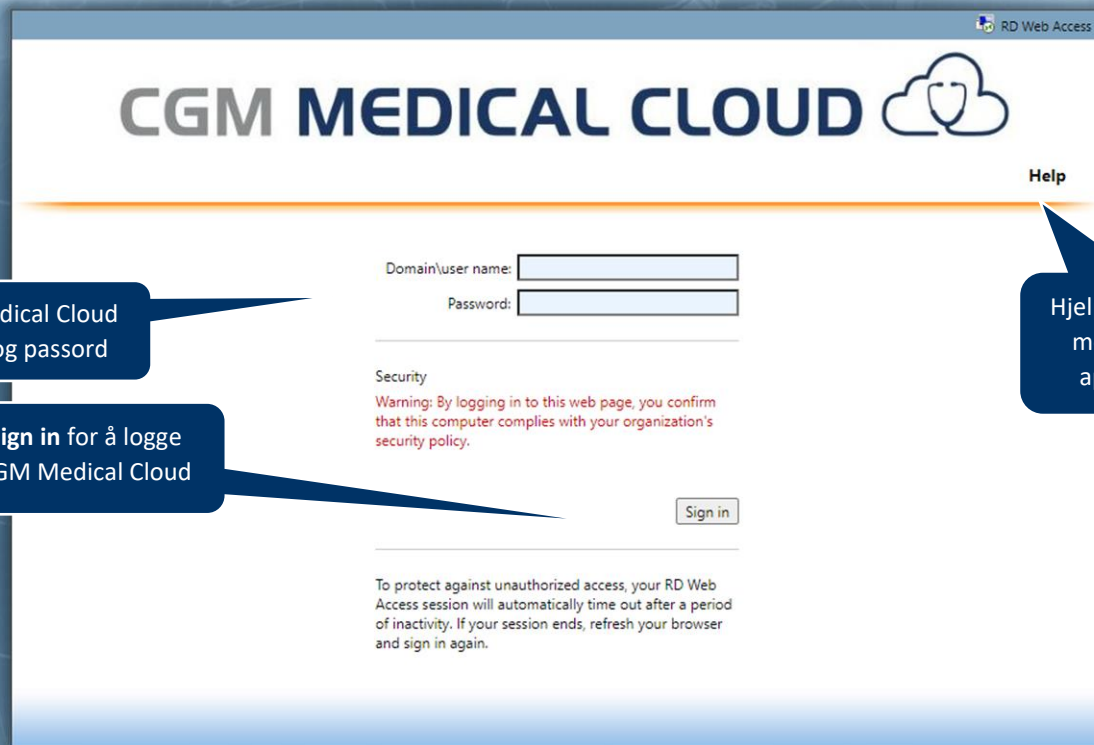 RD Web Access
CGM MEDICAL CLOUD
Help
Domain\user name:
Password:
dical Cloud
og passord
Security
Warning: By logging in to this web page, you confirm
that this computer complies with your organization's
security policy.
ign in for å logge
GM Medical Cloud
Sign in
To protect against unauthorized access, your RD Web
Access session will automatically time out after a period
of inactivity. If your session ends, refresh your browser
and sign in again.
Hjel
m
a